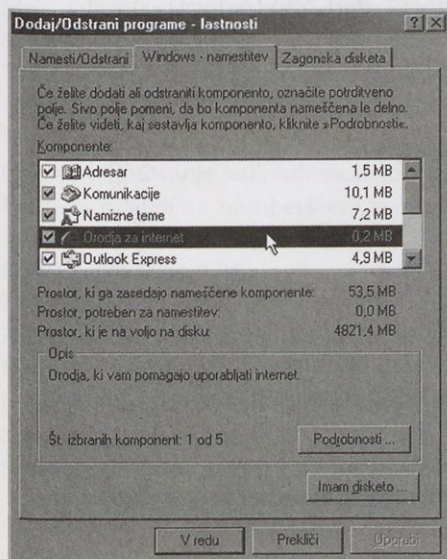 Dodaj/Odstrani programe - lastnosti
Namesti/Odstrani Windows - namestitev Zagonska disketa
Če želite dodati ali odstraniti komponento, označite potrditveno
polje. Sivo polje pomeni, da bo komponenta nameščena le delno.
Če želite videti, kaj sestavlja komponento, kliknite »Podrobnosti«.
Komponente:
Adresar 1,5 MB
Komunikacije 10,1 MB
Namizne teme 7,2 MB
Orodja za internet 0,2 MB
Outlook Express 4,9 MB
Prostor, ki ga zasedajo nameščene komponente: 53,5 MB
Prostor, potreben za namestitev: 0,0 MB
Prostor, ki je na voljo na disku: 4821,4 MB
Opis
Orodja, ki vam pomagajo uporabljati internet.
Št. izbranih komponent: 1 od 5 Podrobnosti ...
Imam disketo ...
V redu Prekliči Uporabi